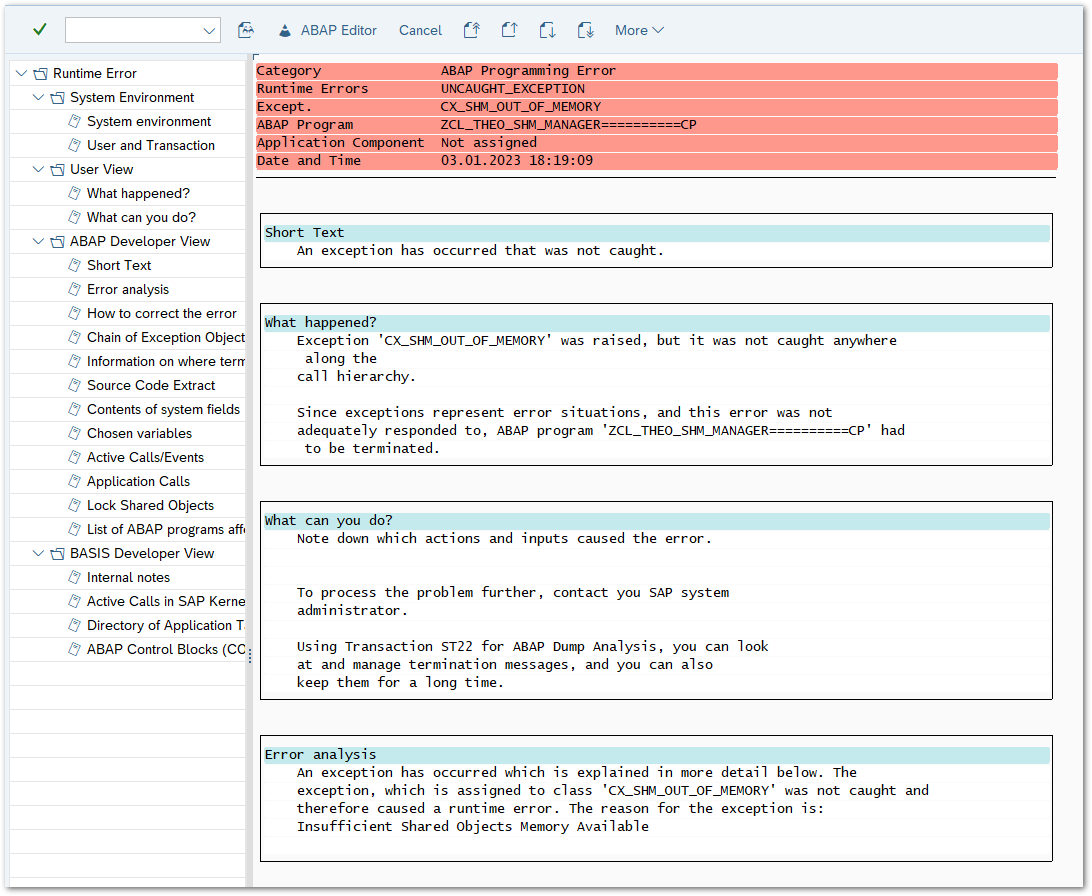 ABAP Editor Cancel More
Runtime Error
System Environment
System environment
User and Transaction
User View
What happened?
What can you do?
ABAP Developer View
Short Text
Error analysis
How to correct the error
Chain of Exception Object
Information on where term
Source Code Extract
Contents of system fields
Chosen variables
Active Calls/Events
Application Calls
Lock Shared Objects
List of ABAP programs affe
BASIS Developer View
Internal notes
Active Calls in SAP Kerne
Directory of Application Ta
ABAP Control Blocks (CO
Category ABAP Programming Error
Runtime Errors UNCAUGHT_EXCEPTION
Except. CX_SHM_OUT_OF_MEMORY
ABAP Program ZCL_THEO_SHM_MANAGER==========CP
Application Component Not assigned
Date and Time 03.01.2023 18:19:09
Short Text
An exception has occurred that was not caught.
What happened?
Exception 'CX_SHM_OUT_OF_MEMORY' was raised, but it was not caught anywhere
along the
call hierarchy.
Since exceptions represent error situations, and this error was not
adequately responded to, ABAP program 'ZCL_THEO_SHM_MANAGER==========CP' had
to be terminated.
What can you do?
Note down which actions and inputs caused the error.
To process the problem further, contact you SAP system
administrator.
Using Transaction ST22 for ABAP Dump Analysis, you can look
at and manage termination messages, and you can also
keep them for a long time.
Error analysis
An exception has occurred which is explained in more detail below. The
exception, which is assigned to class 'CX_SHM_OUT_OF_MEMORY' was not caught and
therefore caused a runtime error. The reason for the exception is:
Insufficient Shared Objects Memory Available